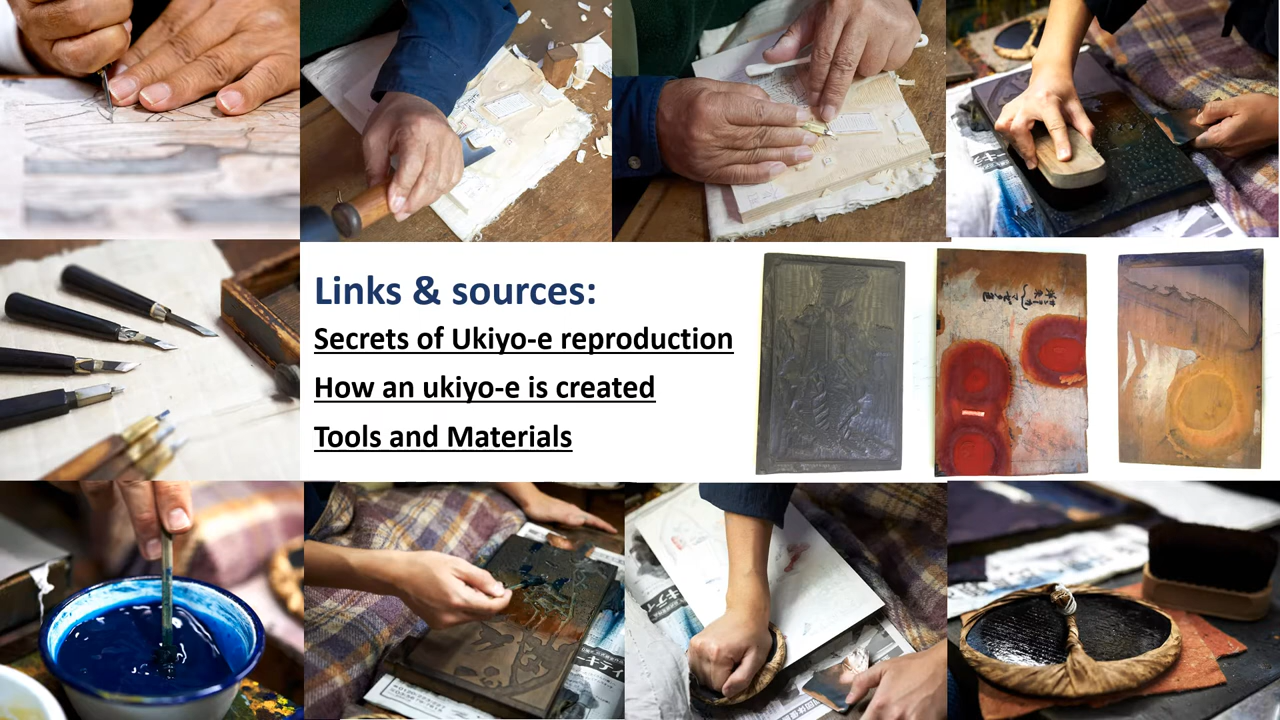 Links & sources:
Secrets of Ukiyo-e reproduction
How an ukiyo-e is created
Tools and Materials